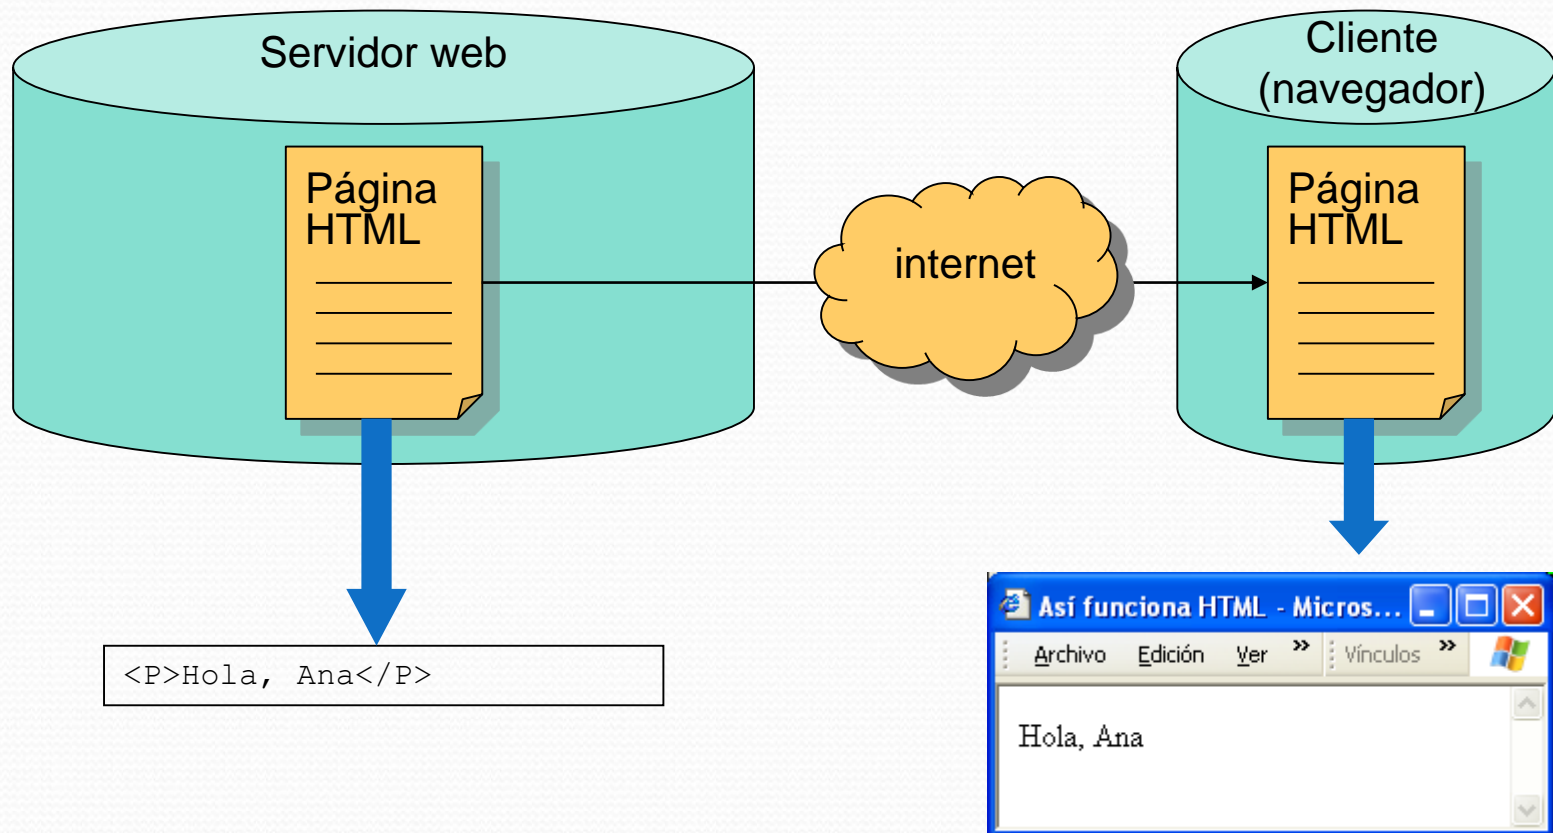 Servidor web
Cliente
(navegador)
Página
HTML
internet
Página
HTML
<P>Hola, Ana</P>
Así funciona HTML - Micros...
Archivo Edición Ver » Vínculos »
Hola, Ana